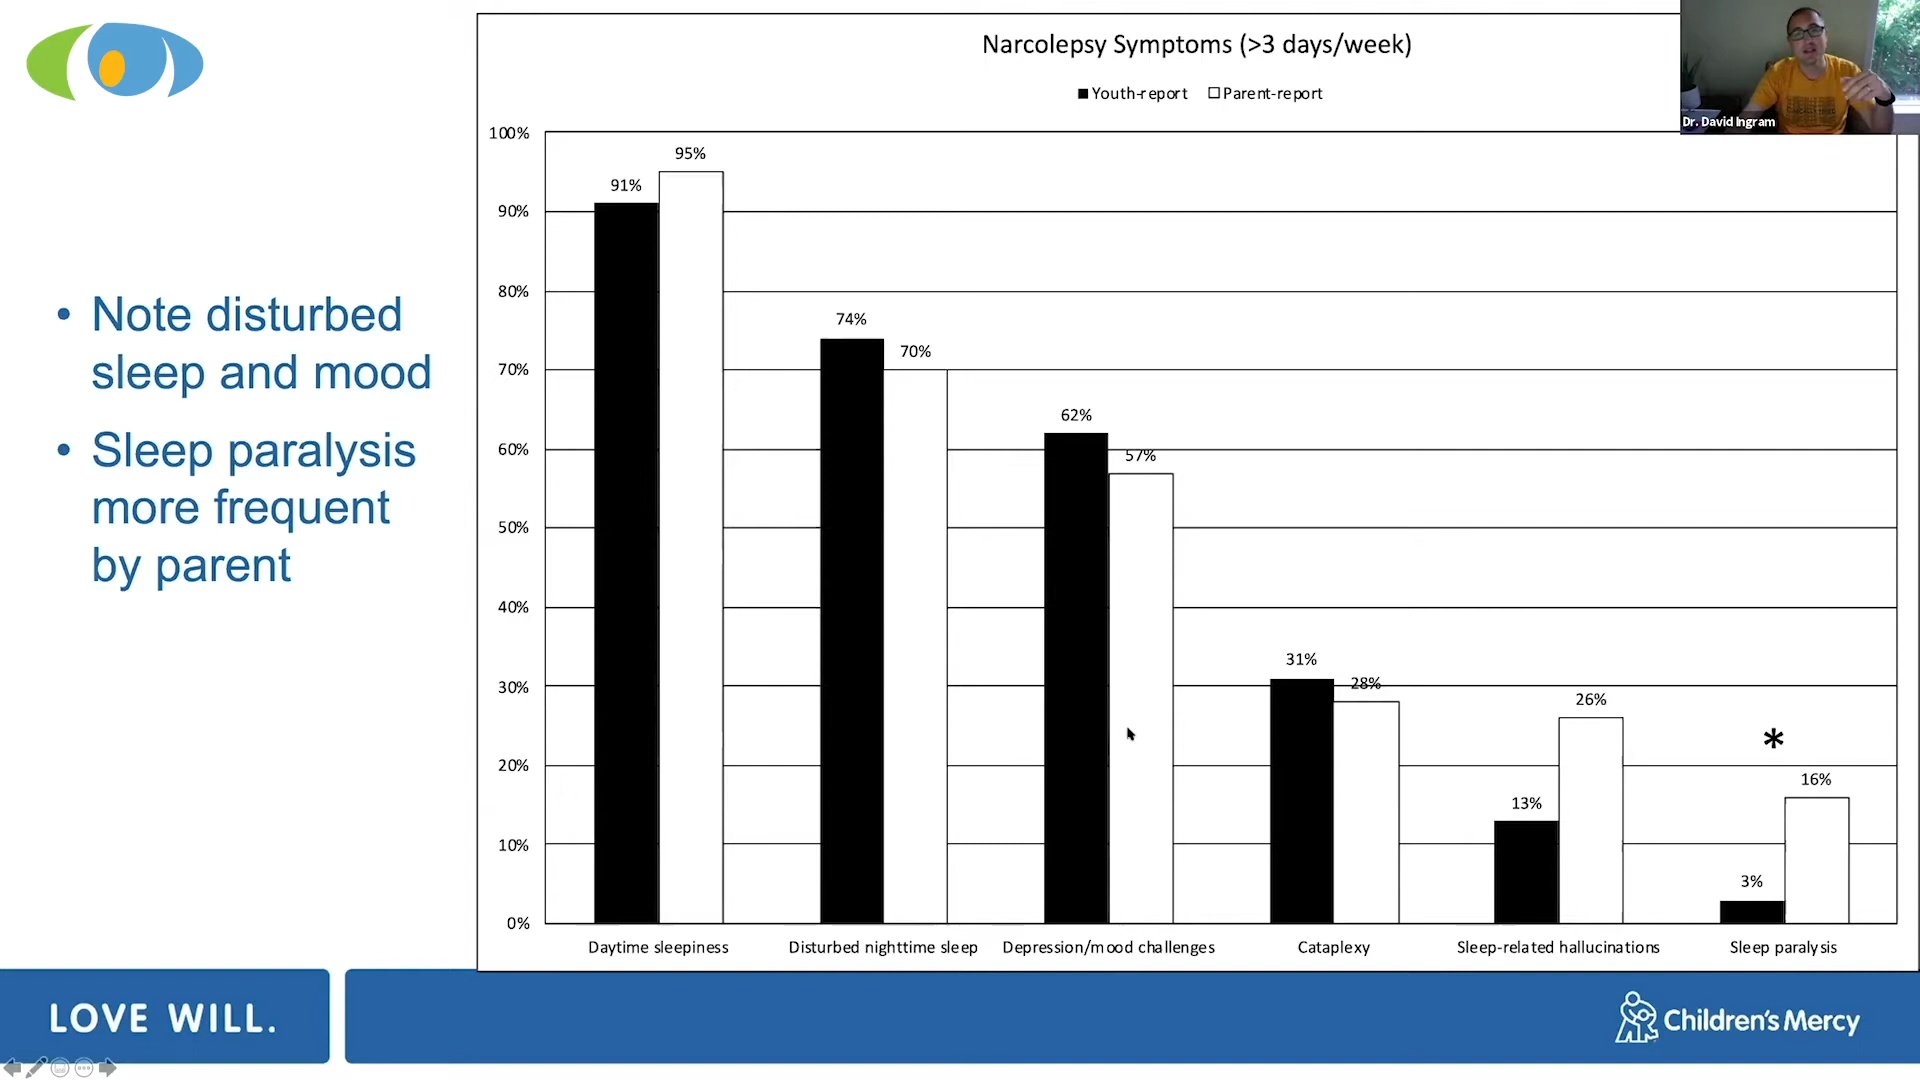 Narcolepsy Symptoms (>3 days/week)
Youth-report Parent-report
Dr. David Ingram
• Note disturbed
sleep and mood
• Sleep paralysis
more frequent
by parent
100%
90%
80%
70%
60%
50%
40%
30%
20%
10%
0%
91%
95%
74%
70%
62%
57%
31%
28%
13%
26%
3%
16%
*
Daytime sleepiness
Disturbed nighttime sleep
Depression/mood challenges
Cataplexy
Sleep-related hallucinations
Sleep paralysis
LOVE WILL.
Children's Mercy